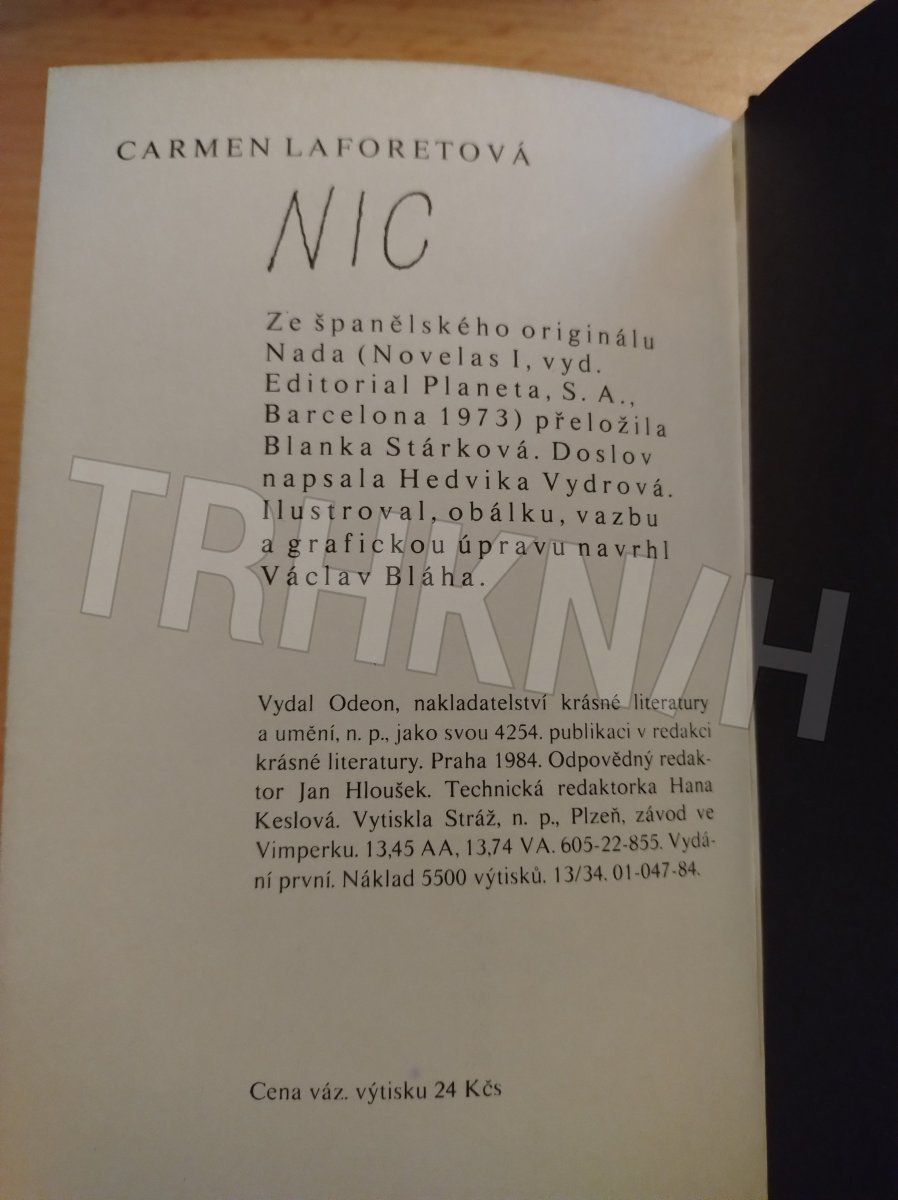 CARMEN LAFORETOVÁ
NIC
Ze španělského originálu
Nada (Novelas I, vyd.
Editorial Planeta, S. A.,
Barcelona 1973) přeložila
Blanka Stárková. Doslov
napsala Hedvika Vydrová.
Ilustroval, obálku, vazbu
a grafickou úpravu navrhl
Václav Bláha.
TRHKNIH
Vydal Odeon, nakladatelství krásné literatury
a umění, n. p., jako svou 4254. publikaci v redakci
krásné literatury. Praha 1984. Odpovědný redak-
tor Jan Hloušek. Technická redaktorka Hana
Keslová. Vytiskla Stráž, n. p., Plzeň, závod ve
Vimperku. 13,45 AA, 13,74 VA. 605-22-855. Vydá-
ní první. Náklad 5500 výtisků. 13/34. 01-047-84.
Cena váz. výtisku 24 Kčs